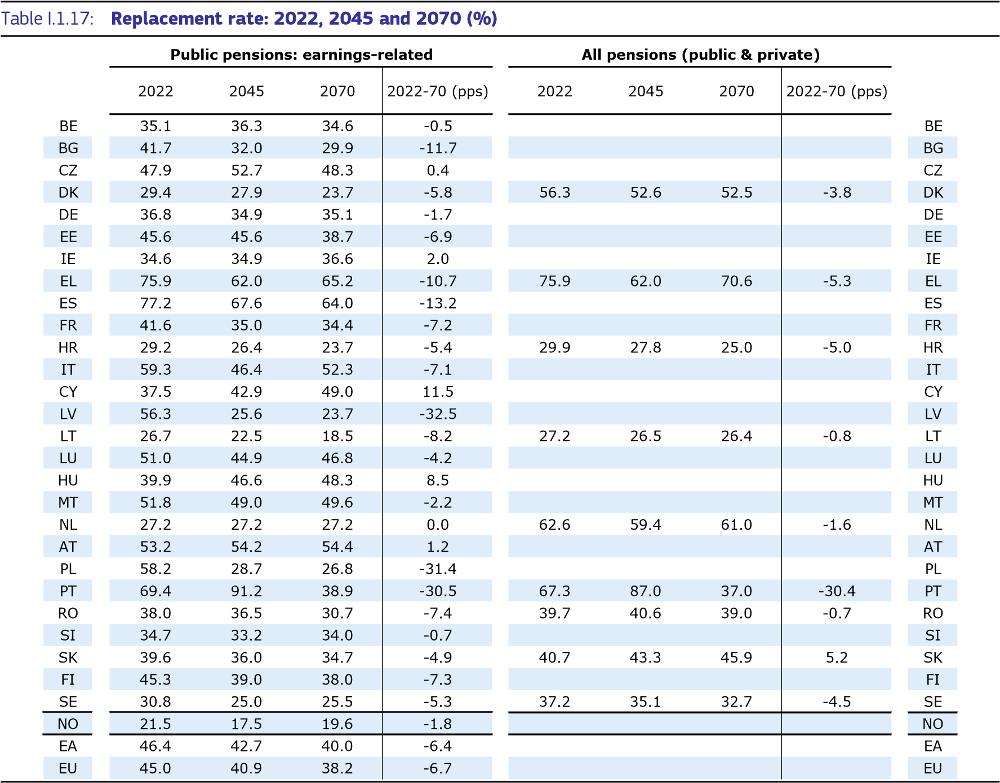 Table I.1.17: Replacement rate: 2022, 2045 and 2070 (%)
Public pensions: earnings-related All pensions (public & private)
2022 2045 2070 2022-70 (pps) 2022 2045 2070 2022-70 (pps)
BE 35.1 36.3 34.6 -0.5 BE
BG 41.7 32.0 29.9 -11.7 BG
CZ 47.9 52.7 48.3 0.4 CZ
DK 29.4 27.9 23.7 -5.8 56.3 52.6 52.5 -3.8 DK
DE 36.8 34.9 35.1 -1.7 DE
EE 45.6 45.6 38.7 -6.9 EE
IE 34.6 34.9 36.6 2.0 IE
EL 75.9 62.0 65.2 -10.7 75.9 62.0 70.6 -5.3 EL
ES 77.2 67.6 64.0 -13.2 ES
FR 41.6 35.0 34.4 -7.2 FR
HR 29.2 26.4 23.7 -5.4 29.9 27.8 25.0 -5.0 HR
IT 59.3 46.4 52.3 -7.1 IT
CY 37.5 42.9 49.0 11.5 CY
LV 56.3 25.6 23.7 -32.5 LV
LT 26.7 22.5 18.5 -8.2 27.2 26.5 26.4 -0.8 LT
LU 51.0 44.9 46.8 -4.2 LU
HU 39.9 46.6 48.3 8.5 HU
MT 51.8 49.0 49.6 -2.2 MT
NL 27.2 27.2 27.2 0.0 62.6 59.4 61.0 -1.6 NL
AT 53.2 54.2 54.4 1.2 AT
PL 58.2 28.7 26.8 -31.4 PL
PT 69.4 91.2 38.9 -30.5 67.3 87.0 37.0 -30.4 PT
RO 38.0 36.5 30.7 -7.4 39.7 40.6 39.0 -0.7 RO
SI 34.7 33.2 34.0 -0.7 SI
SK 39.6 36.0 34.7 -4.9 40.7 43.3 45.9 5.2 SK
FI 45.3 39.0 38.0 -7.3 FI
SE 30.8 25.0 25.5 -5.3 37.2 35.1 32.7 -4.5 SE
NO 21.5 17.5 19.6 -1.8 NO
EA 46.4 42.7 40.0 -6.4 EA
EU 45.0 40.9 38.2 -6.7 EU